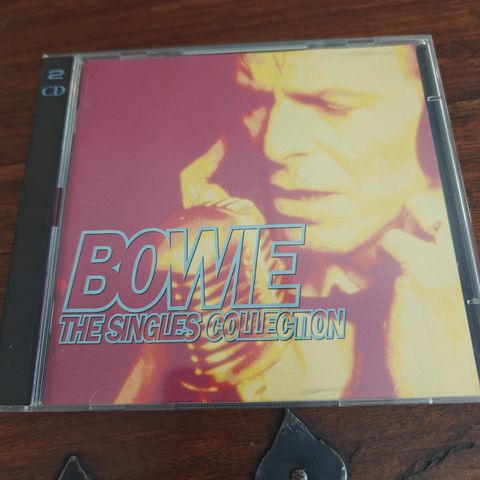 2
CD
BOWIE
THE SINGLES COLLECTION